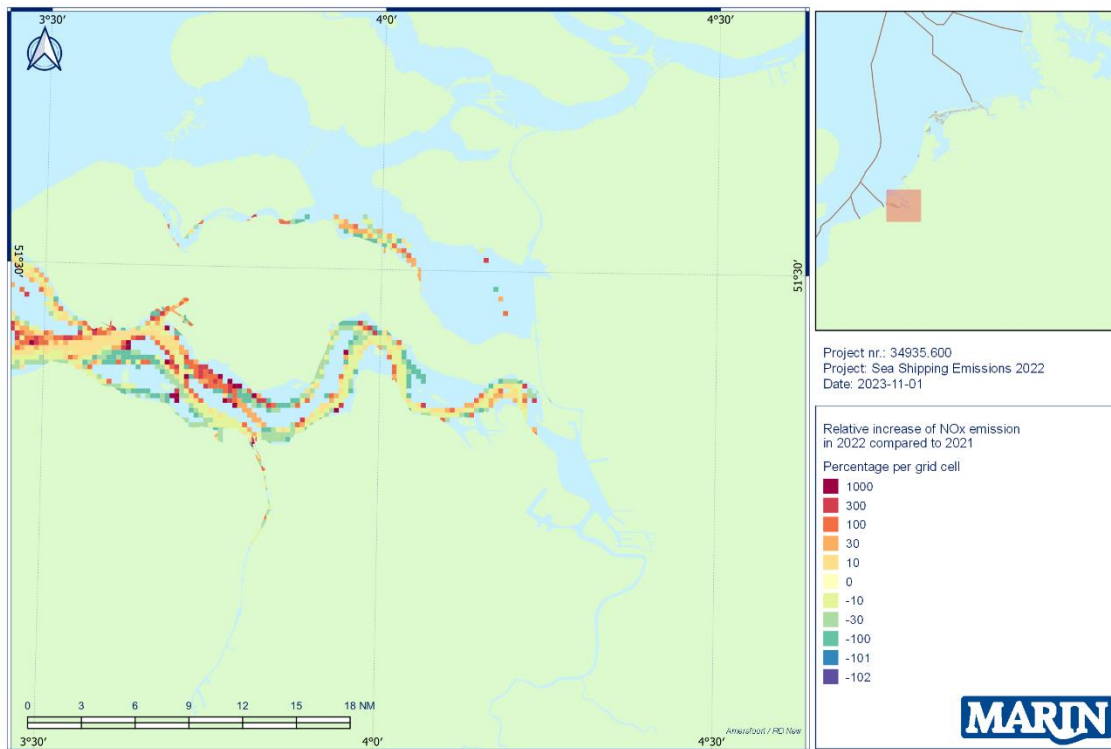 3°30'
4°0'
4°30'
51°30'
51°30'
0 3 6 9 12 15 18 NM
Amersfoort / RD New
3°30'
4°0'
4°30'
Project nr.: 34935.600
Project: Sea Shipping Emissions 2022
Date: 2023-11-01
Relative increase of NOx emission
in 2022 compared to 2021
Percentage per grid cell
1000
300
100
30
10
0
-10
-30
-100
-101
-102
MARIN